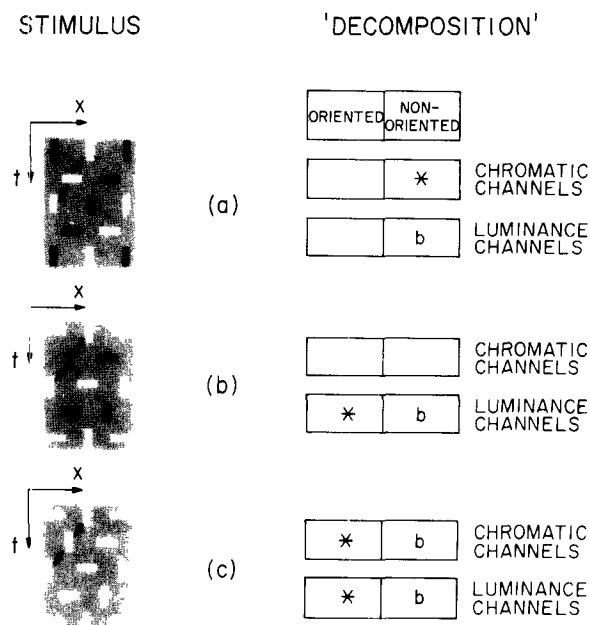 STIMULUS 'DECOMPOSITION'
ORIENTED NON-ORIENTED
X
t
(a)
* CHROMATIC CHANNELS
b LUMINANCE CHANNELS
X
t
(b)
CHROMATIC CHANNELS
* b LUMINANCE CHANNELS
X
t
(c)
* b CHROMATIC CHANNELS
* b LUMINANCE CHANNELS